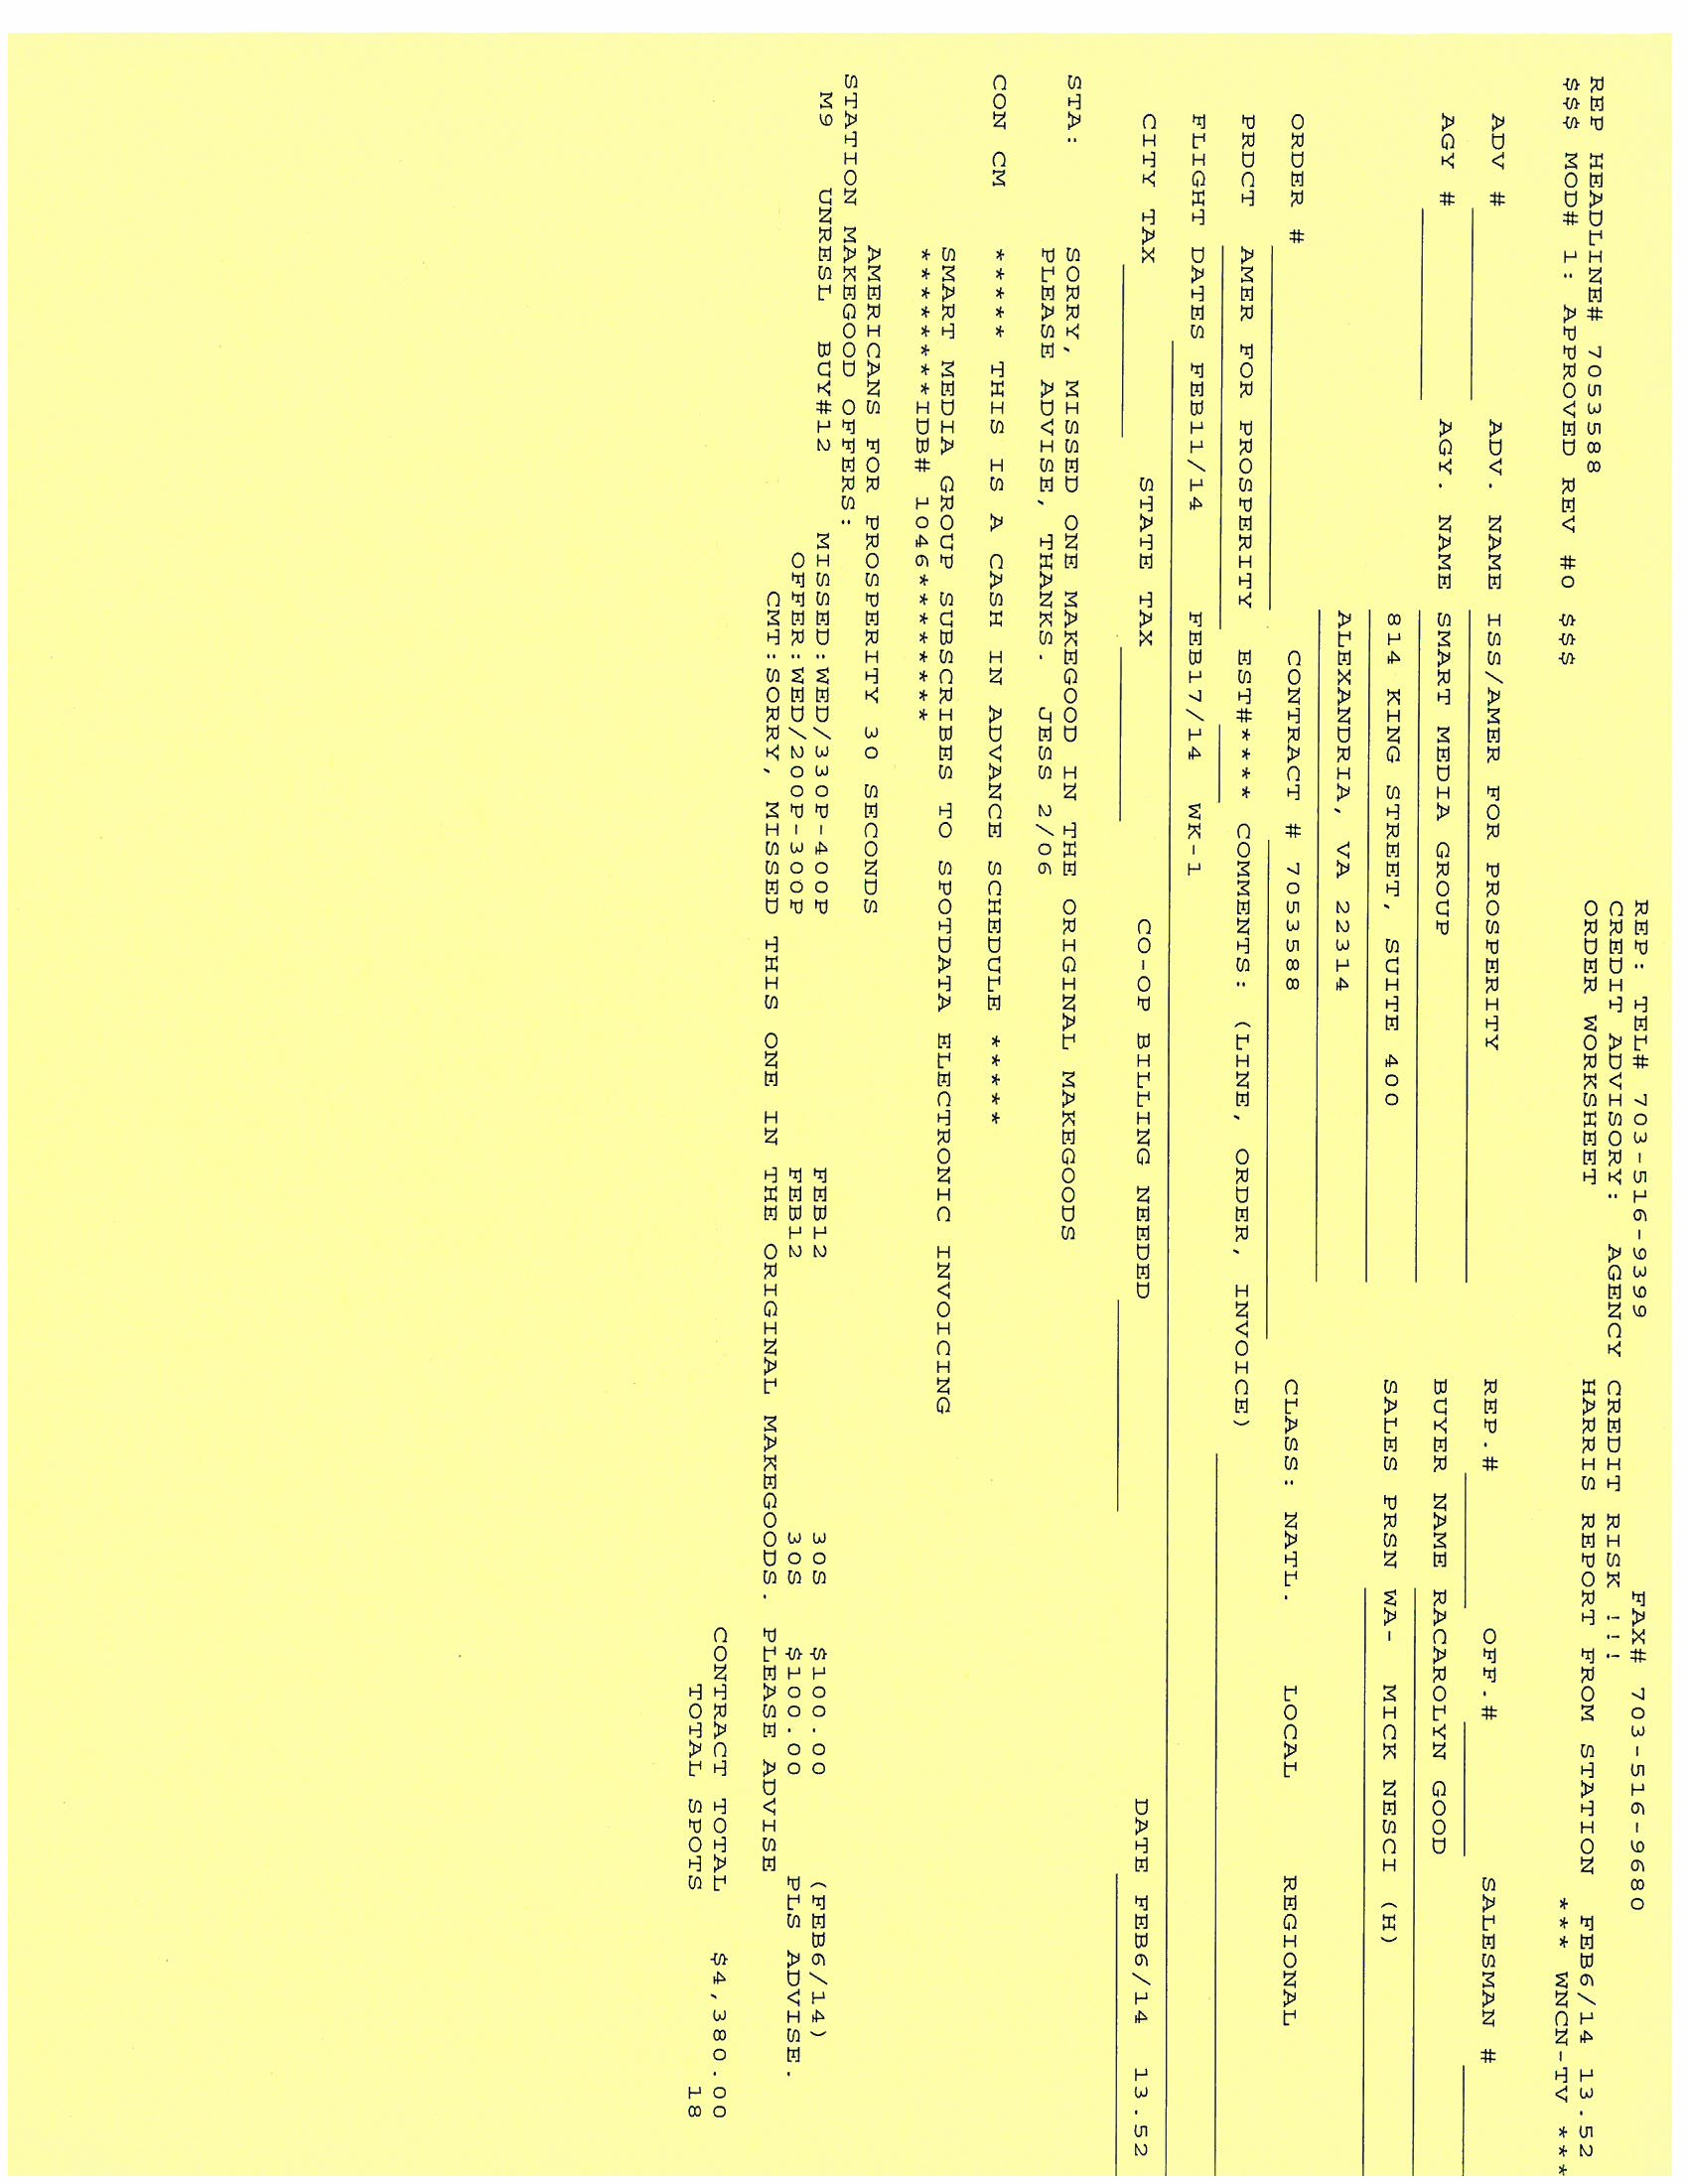 REP: TEL# 703-516-9399 FAX# 703-516-9680
CREDIT ADVISORY: AGENCY CREDIT RISK !!!
REP HEADLINE# 7053588 ORDER WORKSHEET HARRIS REPORT FROM STATION FEB6/14 13.52
$$$ MOD# 1: APPROVED REV #0 $$$ *** WNCN-TV ***
ADV # ADV. NAME ISS/AMER FOR PROSPERITY REP.# OFF.# SALESMAN #
AGY # AGY. NAME SMART MEDIA GROUP BUYER NAME RACAROLYN GOOD
814 KING STREET, SUITE 400 SALES PRSN WA- MICK NESCI (H)
ALEXANDRIA, VA 22314
ORDER # CONTRACT # 7053588 CLASS: NATL. LOCAL REGIONAL
PRDCT AMER FOR PROSPERITY EST#**** COMMENTS: (LINE, ORDER, INVOICE)
FLIGHT DATES FEB11/14 FEB17/14 WK-1
CITY TAX STATE TAX CO-OP BILLING NEEDED DATE FEB6/14 13.52
STA: SORRY, MISSED ONE MAKEGOOD IN THE ORIGINAL MAKEGOODS
PLEASE ADVISE, THANKS. JESS 2/06
CON CM ***** THIS IS A CASH IN ADVANCE SCHEDULE *****
SMART MEDIA GROUP SUBSCRIBES TO SPOTDATA ELECTRONIC INVOICING
********IDB# 1046********
AMERICANS FOR PROSPERITY 30 SECONDS
STATION MAKEGOOD OFFERS:
M9 UNRESL BUY#12 MISSED:WED/330P-400P FEB12 30S $100.00 (FEB6/14)
OFFER:WED/200P-300P FEB12 30S $100.00 PLS ADVISE.
CMT:SORRY, MISSED THIS ONE IN THE ORIGINAL MAKEGOODS. PLEASE ADVISE
CONTRACT TOTAL $4,380.00
TOTAL SPOTS 18